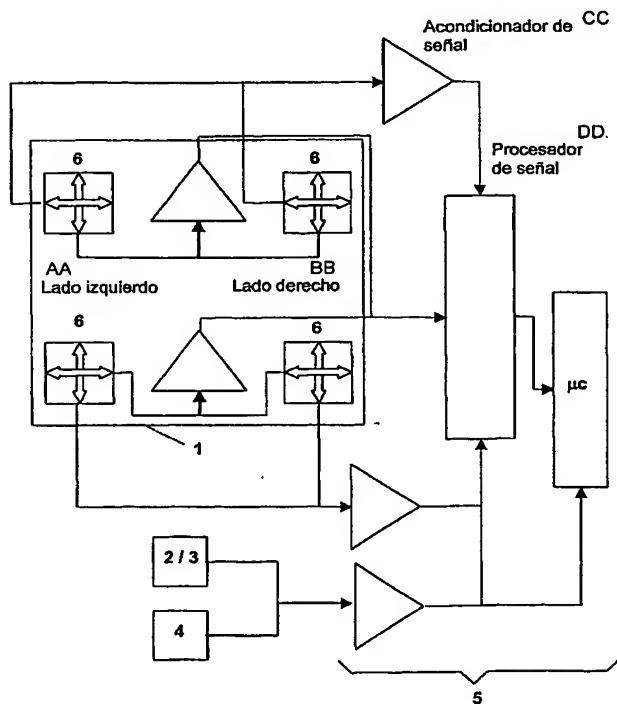 Acondicionador de CC
señal
DD.
Procesador
de señal
6
6
AA
Lado izquierdo
BB
Lado derecho
6
6
µc
1
2 / 3
4
5